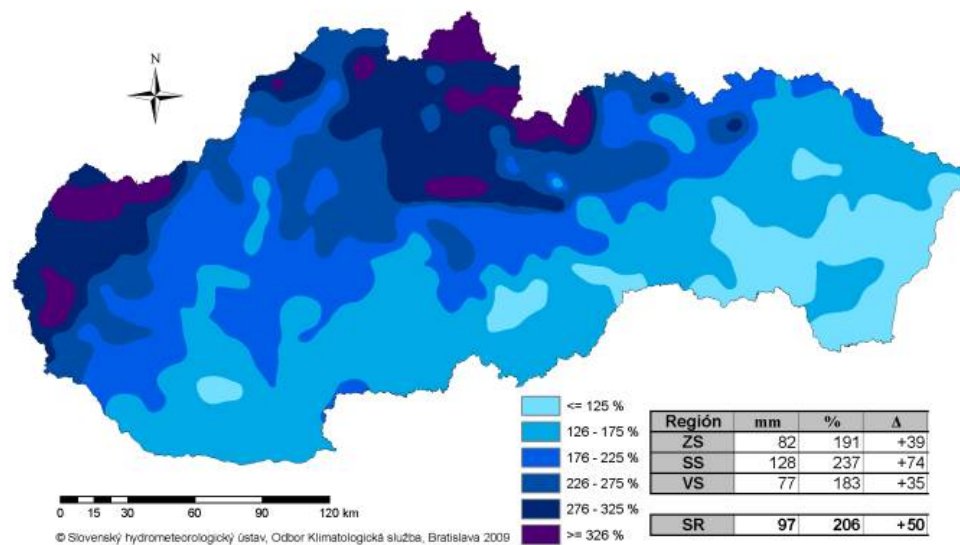 N
<= 125 %
126 - 175 %
176 - 225 %
226 - 275 %
276 - 325 %
>= 326 %
Región mm % Δ
ZS 82 191 +39
SS 128 237 +74
VS 77 183 +35
SR 97 206 +50
0 15 30 60 90 120 km
© Slovenský hydrometeorologický ústav, Odbor Klimatologická služba, Bratislava 2009